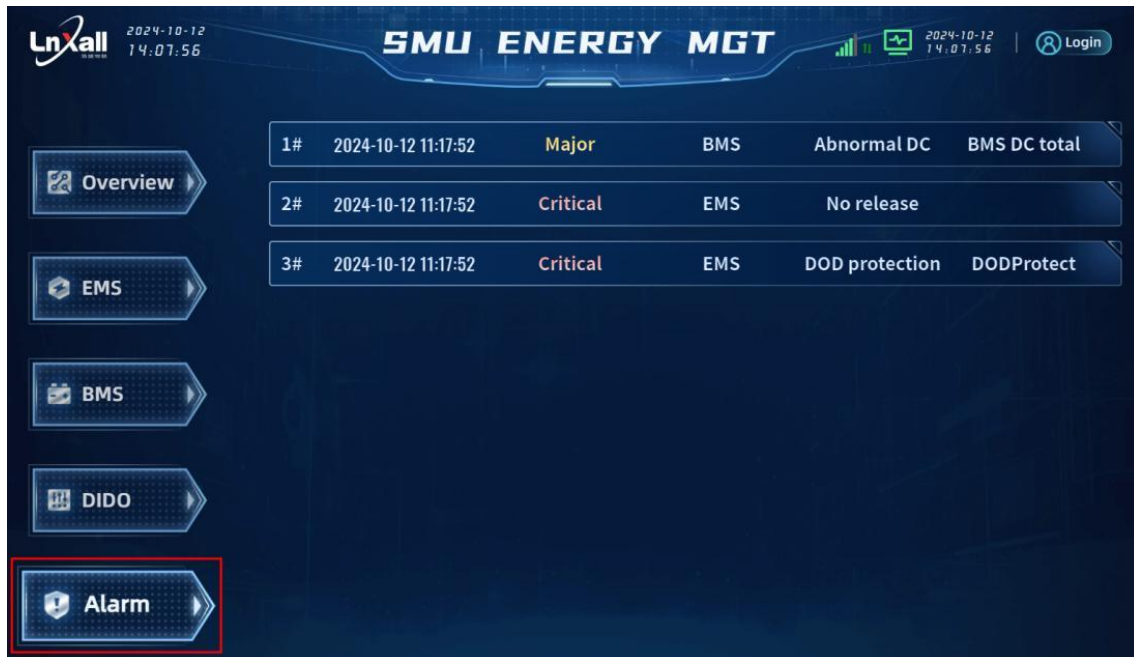 LnXall
2024-10-12
14:07:56
SMU ENERGY MGT
2024-10-12
14:07:56
Login
Overview
EMS
BMS
DIDO
Alarm
1# 2024-10-12 11:17:52 Major BMS Abnormal DC BMS DC total
2# 2024-10-12 11:17:52 Critical EMS No release
3# 2024-10-12 11:17:52 Critical EMS DOD protection DODProtect